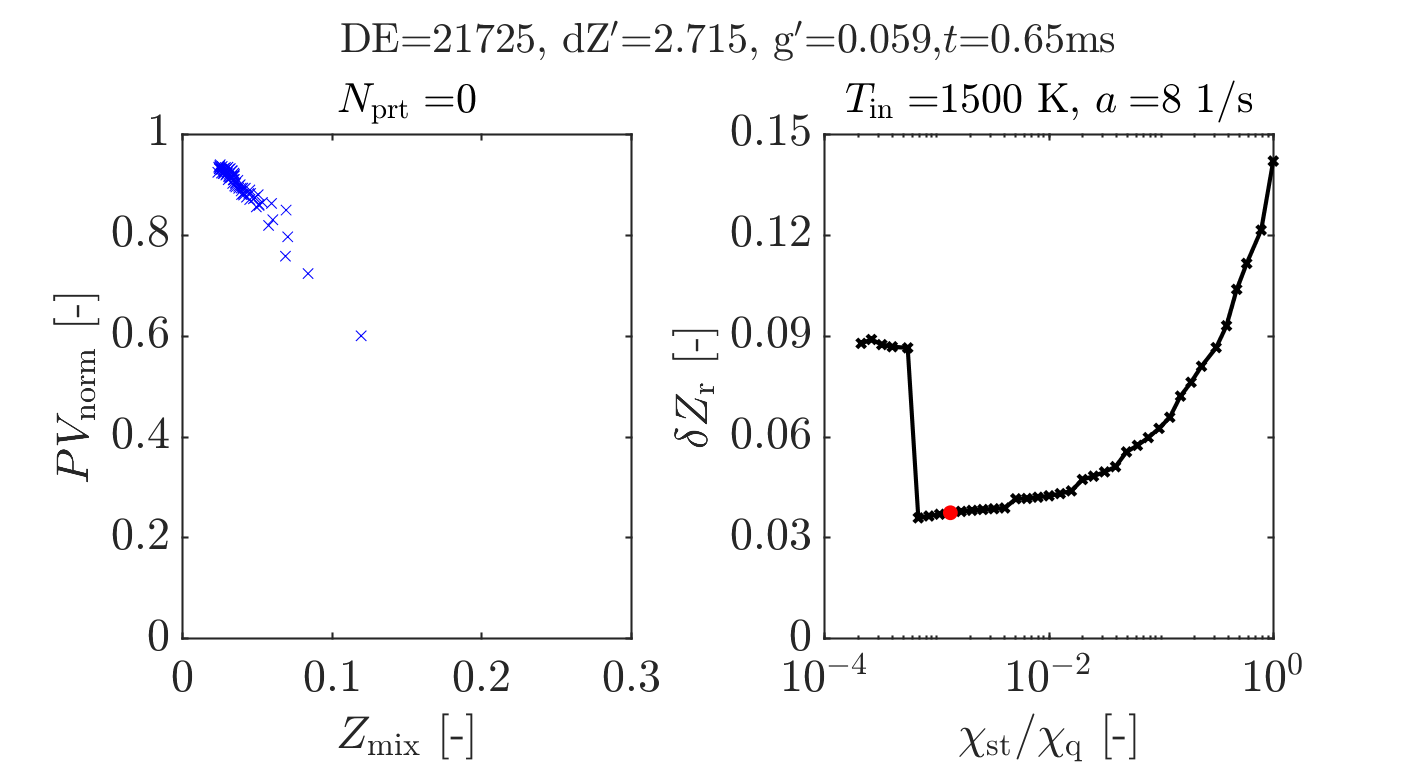 DE=21725, dZ′=2.715, g′=0.059,t=0.65ms
N_prt =0
1
0.8
0.6
0.4
0.2
0
0
0.1
0.2
0.3
PV_norm [-]
Z_mix [-]
T_in =1500 K, a =8 1/s
0.15
0.12
0.09
0.06
0.03
0
10⁻⁴
10⁻²
10⁰
δZ_r [-]
χ_st/χ_q [-]